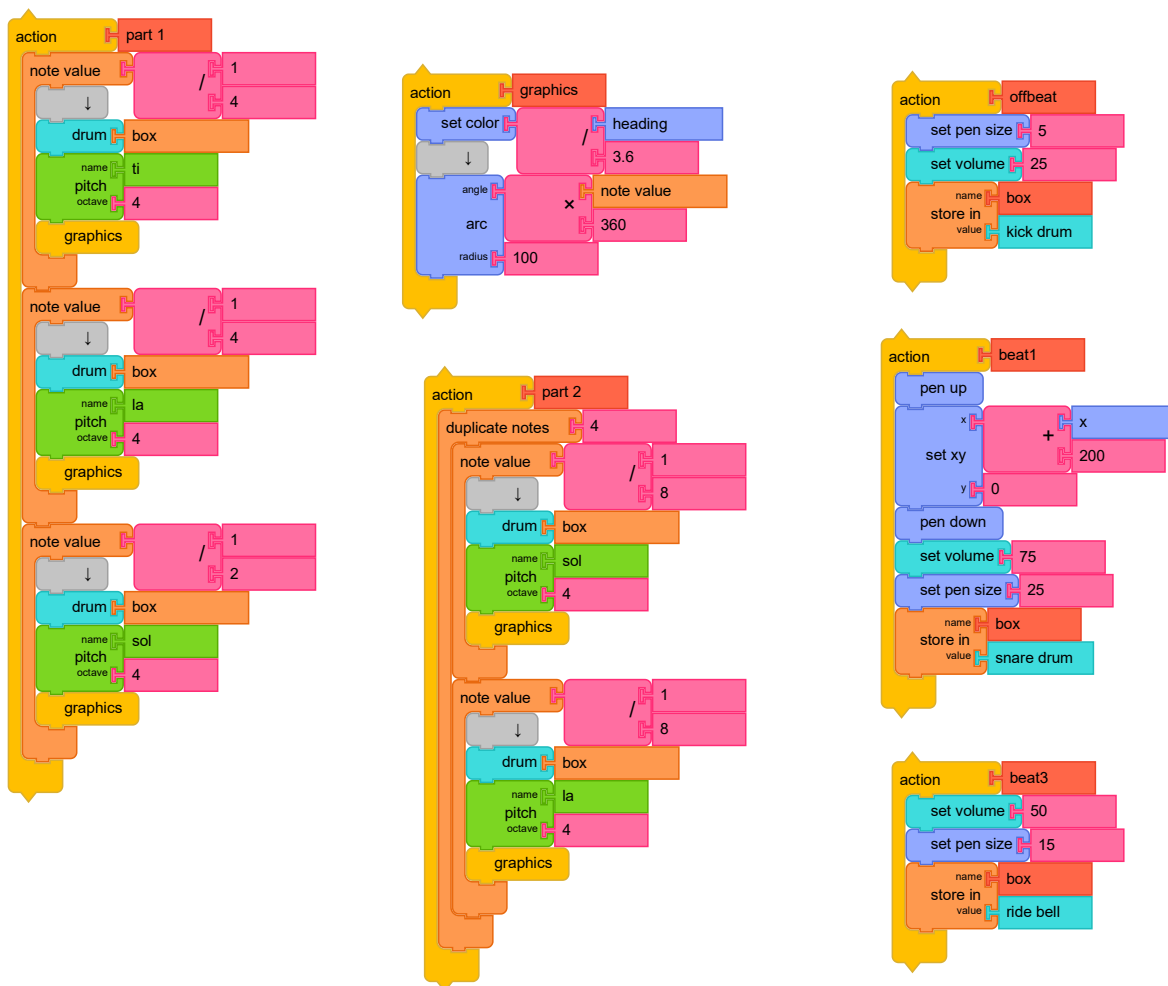 action part 1
note value / 1
4
↓
drum box
name ti
pitch
octave 4
graphics
note value / 1
4
↓
drum box
name la
pitch
octave 4
graphics
note value / 1
2
↓
drum box
name sol
pitch
octave 4
graphics
action graphics
set color / heading
3.6
↓
angle × note value
arc 360
radius 100
action part 2
duplicate notes 4
note value / 1
8
↓
drum box
name sol
pitch
octave 4
graphics
note value / 1
8
↓
drum box
name la
pitch
octave 4
graphics
action offbeat
set pen size 5
set volume 25
name box
store in
value kick drum
action beat1
pen up
x + x
set xy 200
y 0
pen down
set volume 75
set pen size 25
name box
store in
value snare drum
action beat3
set volume 50
set pen size 15
name box
store in
value ride bell